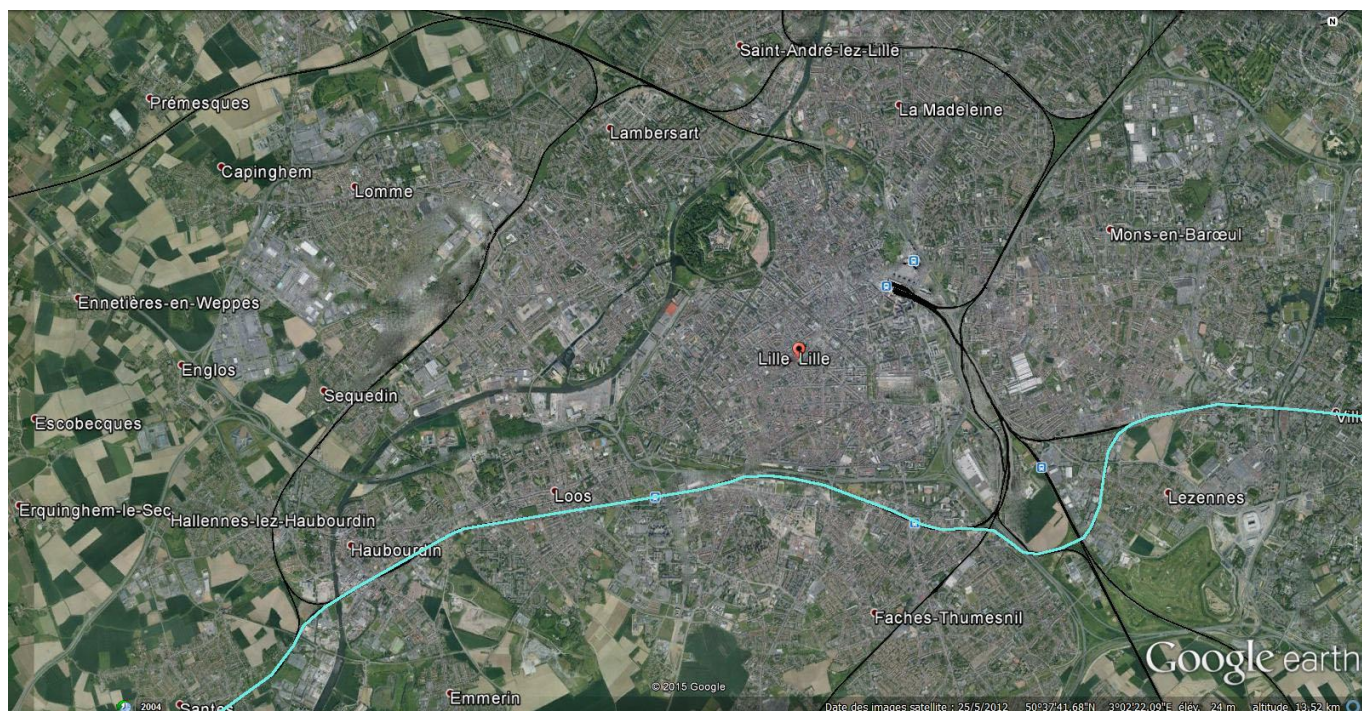 N
Saint-André-lez-Lille
Prémesques
La Madeleine
Lambersart
Capinghem
Lomme
Mons-en-Barœul
Ennetières-en-Weppes
Lille Lille
Englos
Sequedin
Escobecques
Ville
Loos
Lezennes
Erquinghem-le-Sec
Hallennes-lez-Haubourdin
Haubourdin
Faches-Thumesnil
Google earth
© 2015 Google
Emmerin
2004
Santes
Date des images satellite : 25/5/2012 50°37'41.68"N 3°02'22.09"E élév. 24 m altitude 13.52 km